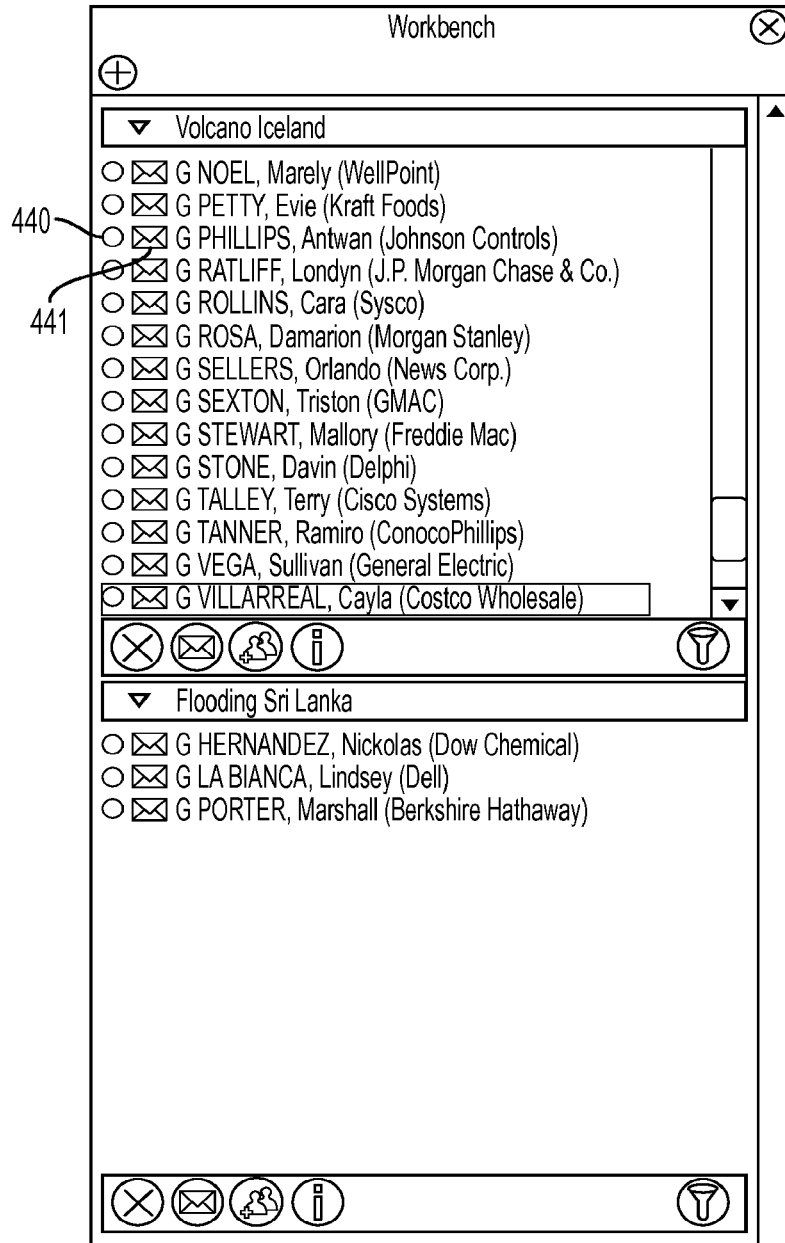 Workbench
Volcano Iceland
G NOEL, Marely (WellPoint)
G PETTY, Evie (Kraft Foods)
440
G PHILLIPS, Antwan (Johnson Controls)
G RATLIFF, Londyn (J.P. Morgan Chase & Co.)
441
G ROLLINS, Cara (Sysco)
G ROSA, Damarion (Morgan Stanley)
G SELLERS, Orlando (News Corp.)
G SEXTON, Triston (GMAC)
G STEWART, Mallory (Freddie Mac)
G STONE, Davin (Delphi)
G TALLEY, Terry (Cisco Systems)
G TANNER, Ramiro (ConocoPhillips)
G VEGA, Sullivan (General Electric)
G VILLARREAL, Cayla (Costco Wholesale)
Flooding Sri Lanka
G HERNANDEZ, Nickolas (Dow Chemical)
G LA BIANCA, Lindsey (Dell)
G PORTER, Marshall (Berkshire Hathaway)